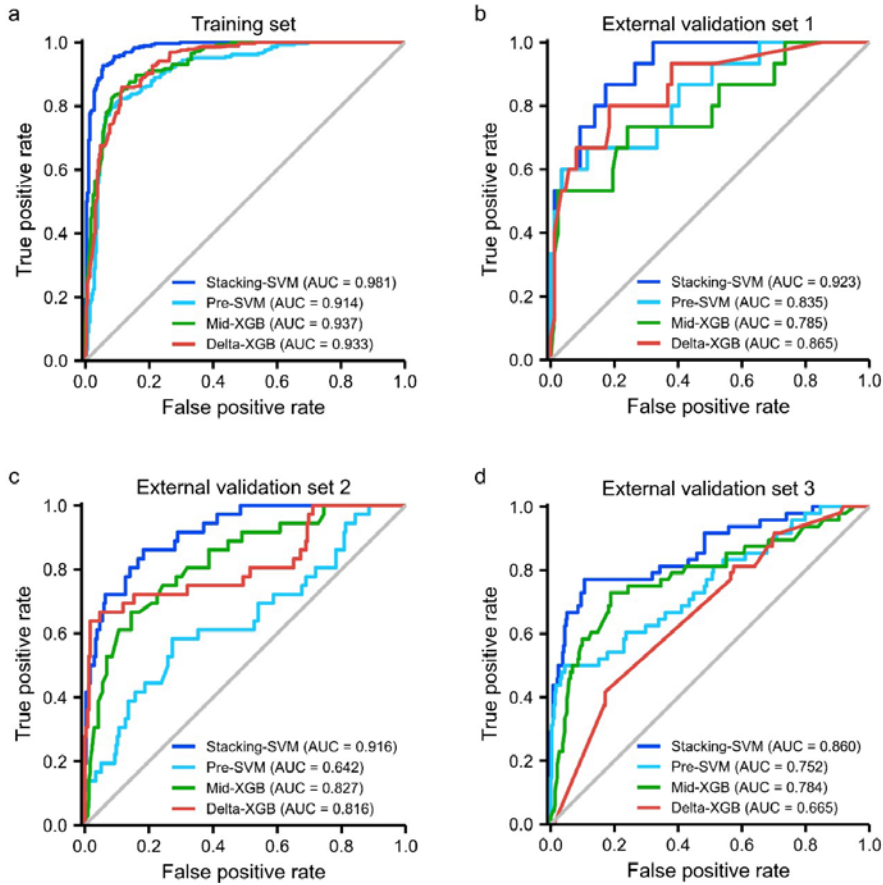 a
Training set
1.0
0.8
0.6
0.4
0.2
0.0
True positive rate
Stacking-SVM (AUC = 0.981)
Pre-SVM (AUC = 0.914)
Mid-XGB (AUC = 0.937)
Delta-XGB (AUC = 0.933)
0.0 0.2 0.4 0.6 0.8 1.0
False positive rate
b
External validation set 1
1.0
0.8
0.6
0.4
0.2
0.0
True positive rate
Stacking-SVM (AUC = 0.923)
Pre-SVM (AUC = 0.835)
Mid-XGB (AUC = 0.785)
Delta-XGB (AUC = 0.865)
0.0 0.2 0.4 0.6 0.8 1.0
False positive rate
c
External validation set 2
1.0
0.8
0.6
0.4
0.2
0.0
True positive rate
Stacking-SVM (AUC = 0.916)
Pre-SVM (AUC = 0.642)
Mid-XGB (AUC = 0.827)
Delta-XGB (AUC = 0.816)
0.0 0.2 0.4 0.6 0.8 1.0
False positive rate
d
External validation set 3
1.0
0.8
0.6
0.4
0.2
0.0
True positive rate
Stacking-SVM (AUC = 0.860)
Pre-SVM (AUC = 0.752)
Mid-XGB (AUC = 0.784)
Delta-XGB (AUC = 0.665)
0.0 0.2 0.4 0.6 0.8 1.0
False positive rate